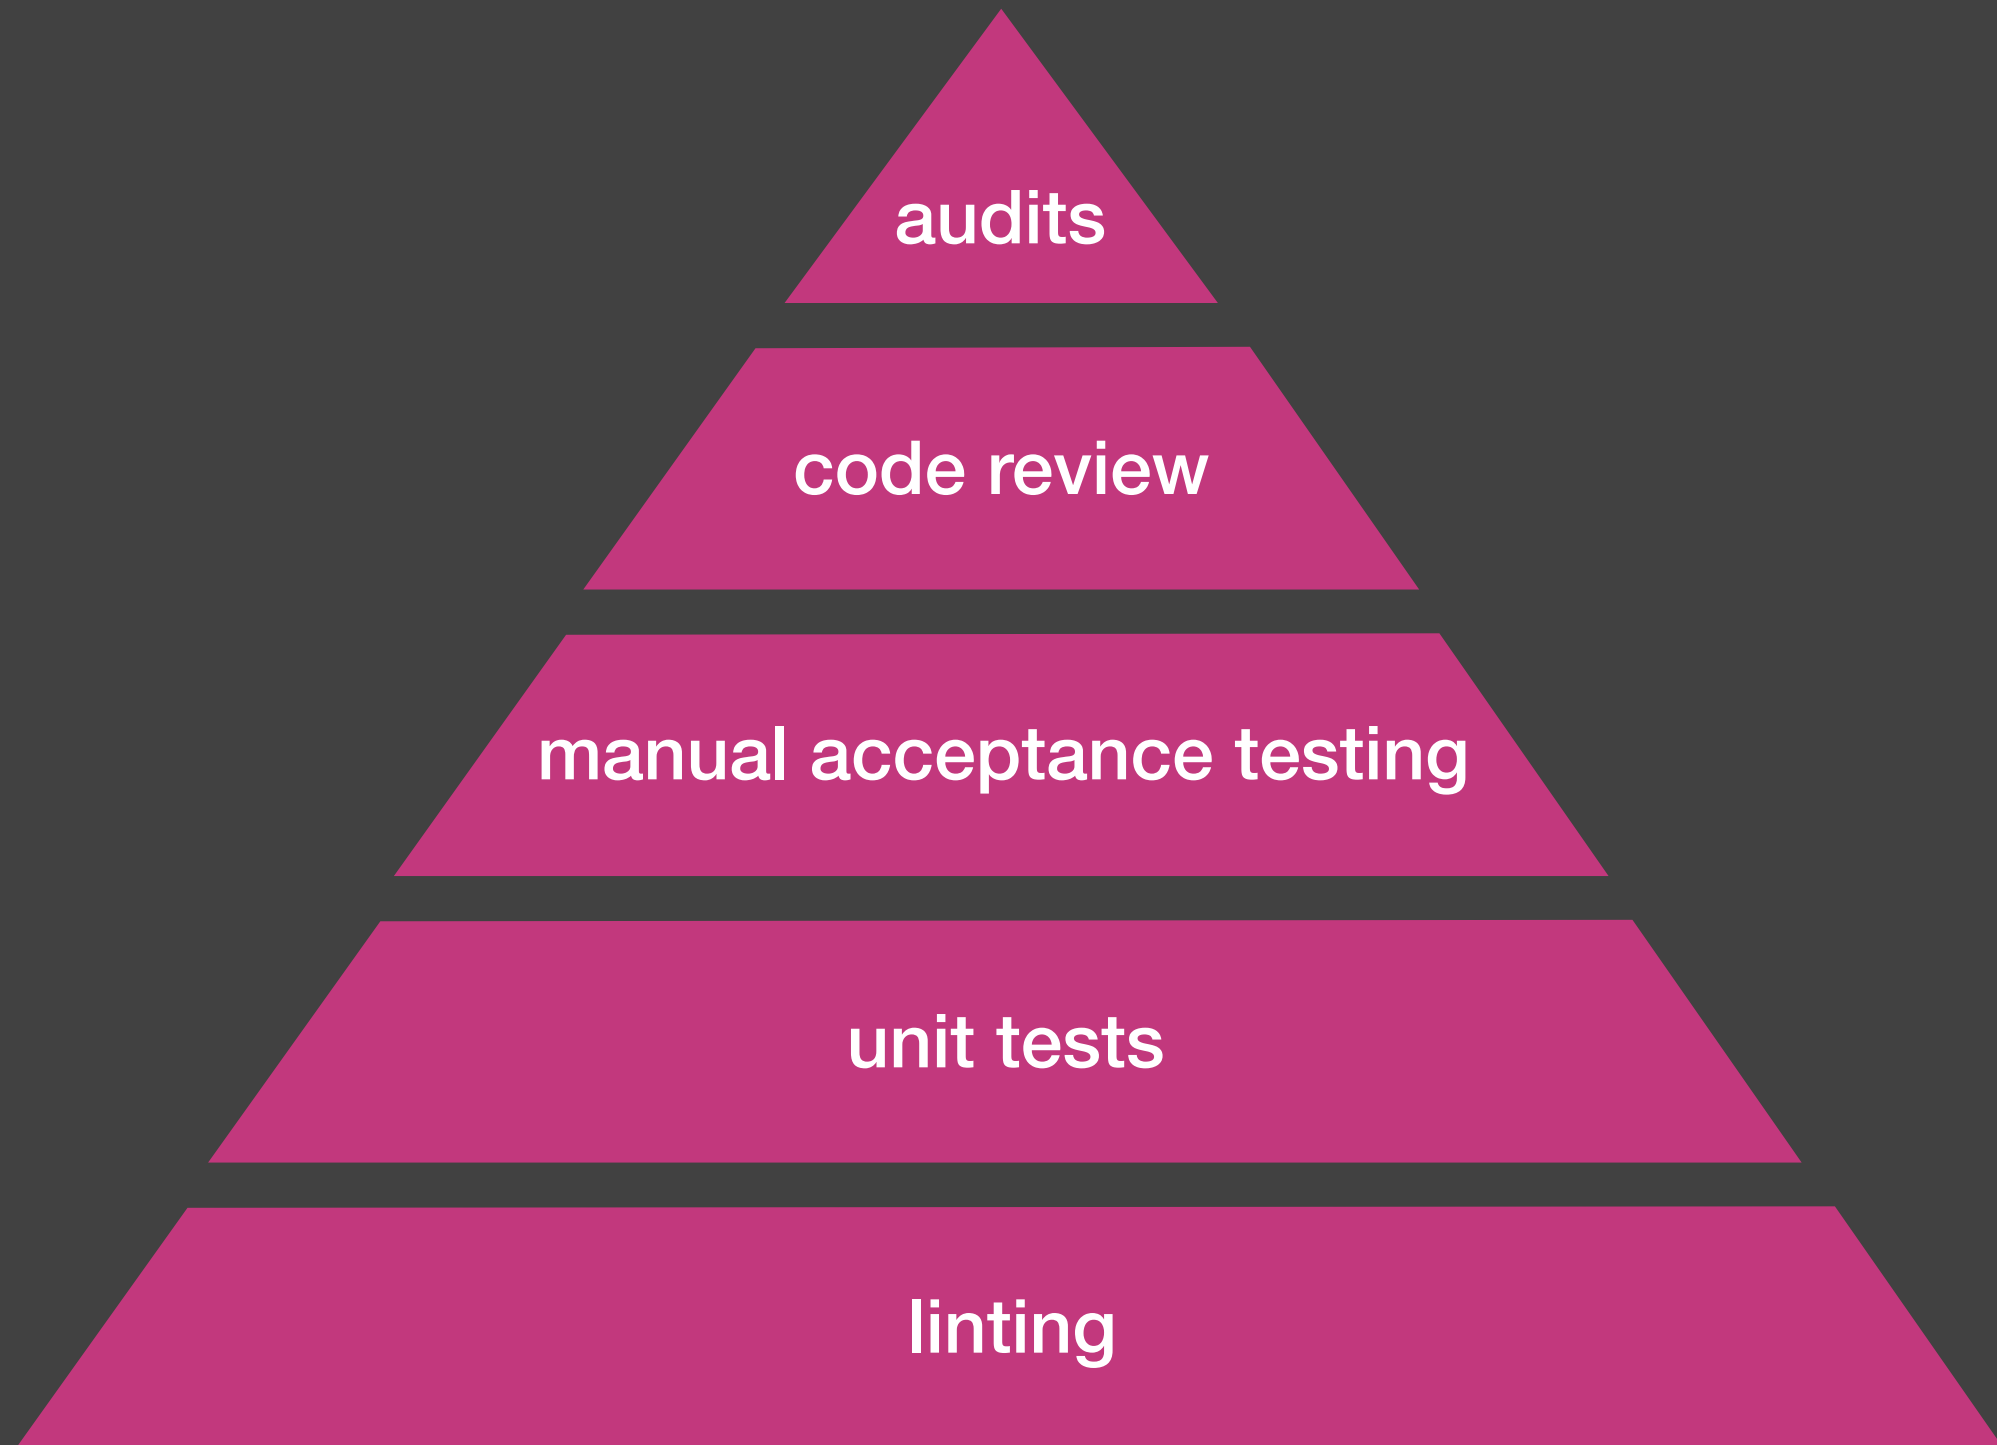 audits
code review
manual acceptance testing
unit tests
linting